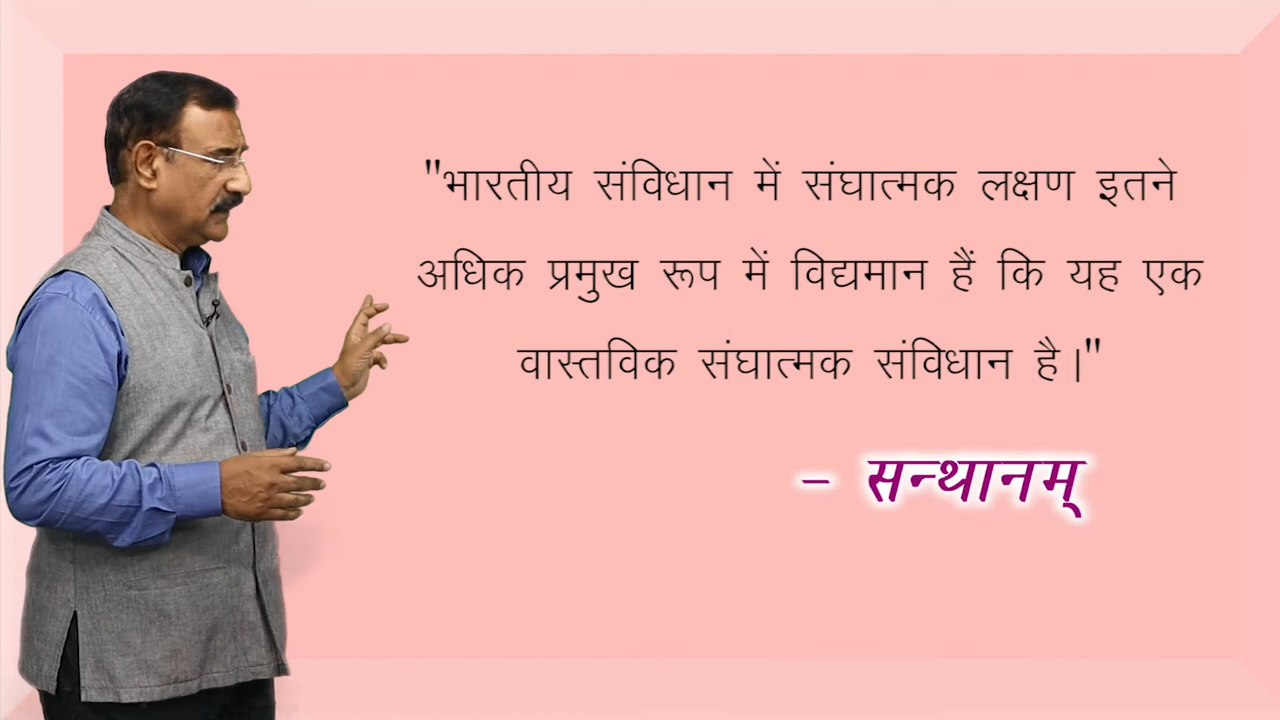 "भारतीय संविधान में संघात्मक लक्षण इतने
अधिक प्रमुख रूप में विद्यमान हैं कि यह एक
वास्तविक संघात्मक संविधान है।"
– सन्थानम्